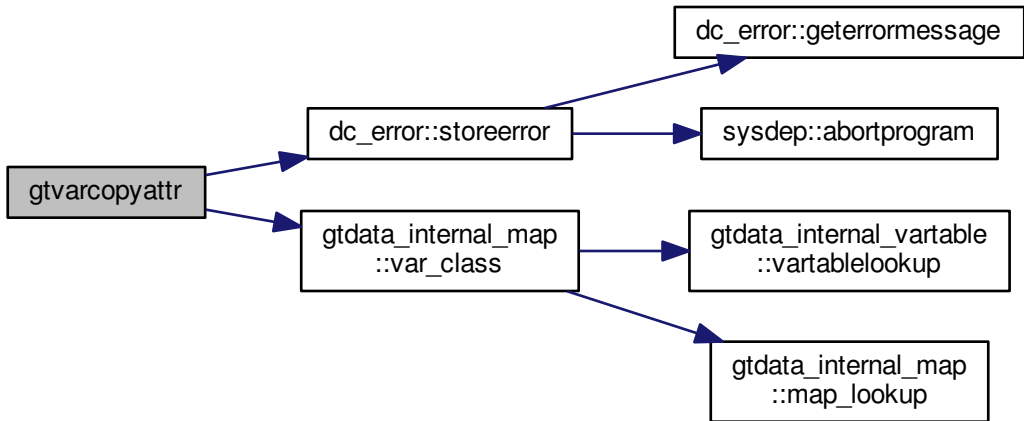 gtvarcopyattr
dc_error::storeerror
dc_error::geterrormessage
sysdep::abortprogram
gtdata_internal_map
::var_class
gtdata_internal_vartable
::vartablelookup
gtdata_internal_map
::map_lookup